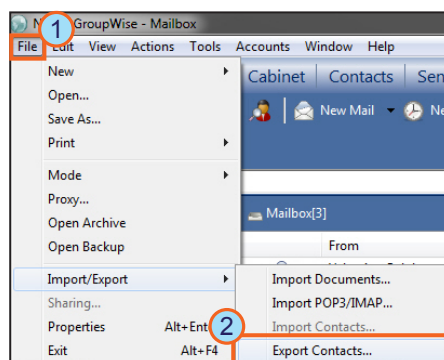 GroupWise - Mailbox
1
File Edit View Actions Tools Accounts Window Help
New
Cabinet Contacts
Open...
Save As...
New Mail
Print
Mode
Proxy...
Open Archive
Mailbox[3]
Open Backup
From
Import/Export
Import Documents...
Sharing...
Import POP3/IMAP...
Properties
2
Import Contacts...
Exit Alt+F4
Export Contacts...